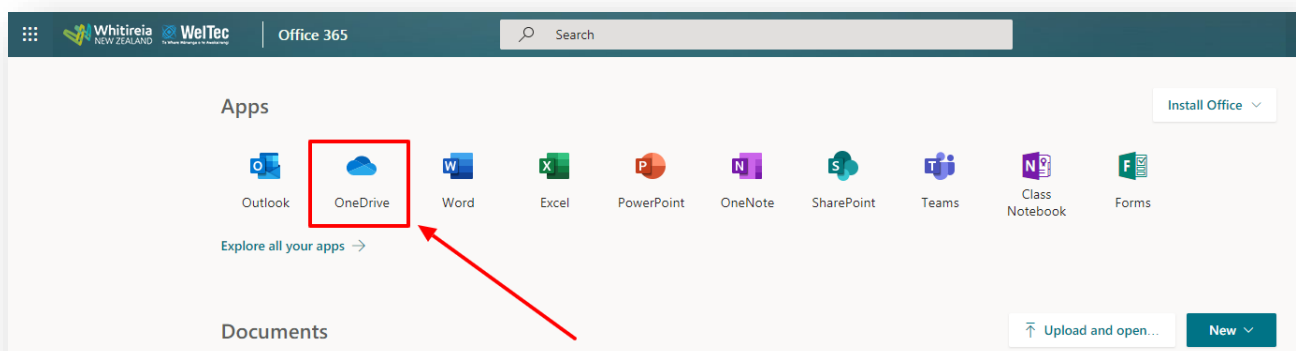 Whitireia
NEW ZEALAND
WelTec
Office 365
Search
Apps
Install Office
Outlook
OneDrive
Word
Excel
PowerPoint
OneNote
SharePoint
Teams
Class
Notebook
Forms
Explore all your apps
Documents
Upload and open...
New